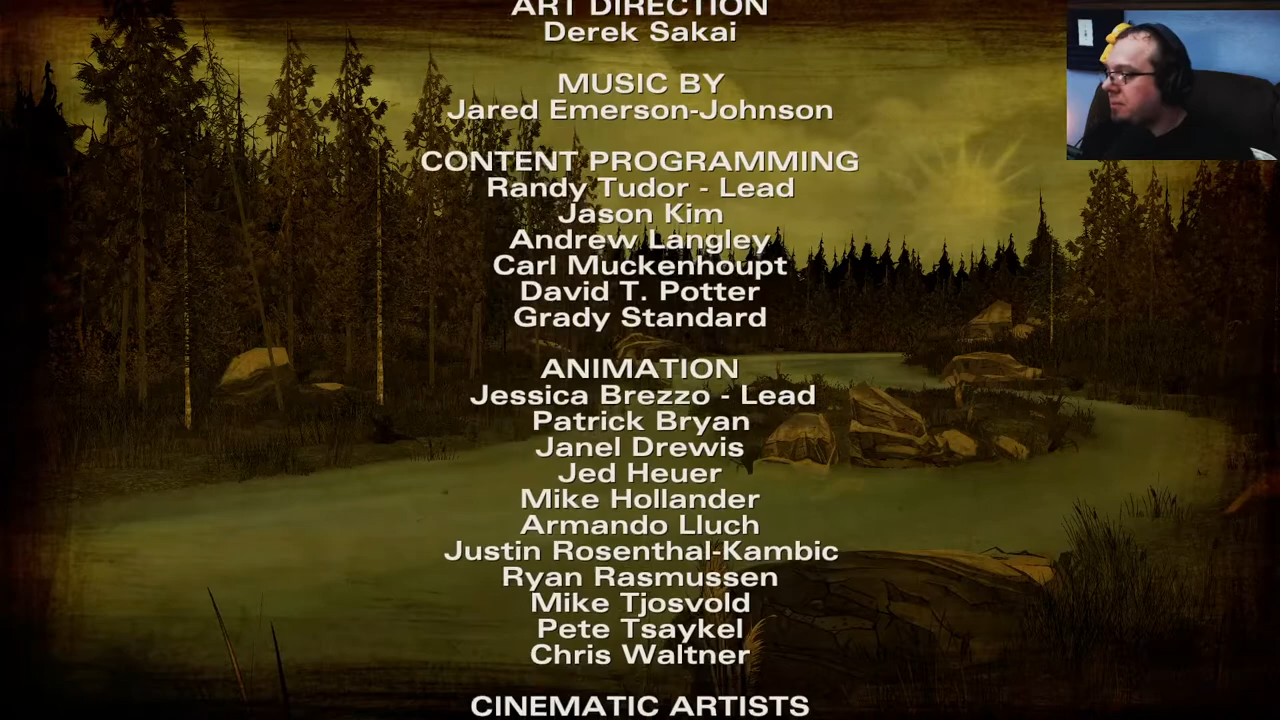 ART DIRECTION
Derek Sakai
MUSIC BY
Jared Emerson-Johnson
CONTENT PROGRAMMING
Randy Tudor - Lead
Jason Kim
Andrew Langley
Carl Muckenhoupt
David T. Potter
Grady Standard
ANIMATION
Jessica Brezzo - Lead
Patrick Bryan
Janel Drewis
Jed Heuer
Mike Hollander
Armando Lluch
Justin Rosenthal-Kambic
Ryan Rasmussen
Mike Tjosvold
Pete Tsaykel
Chris Waltner
CINEMATIC ARTISTS